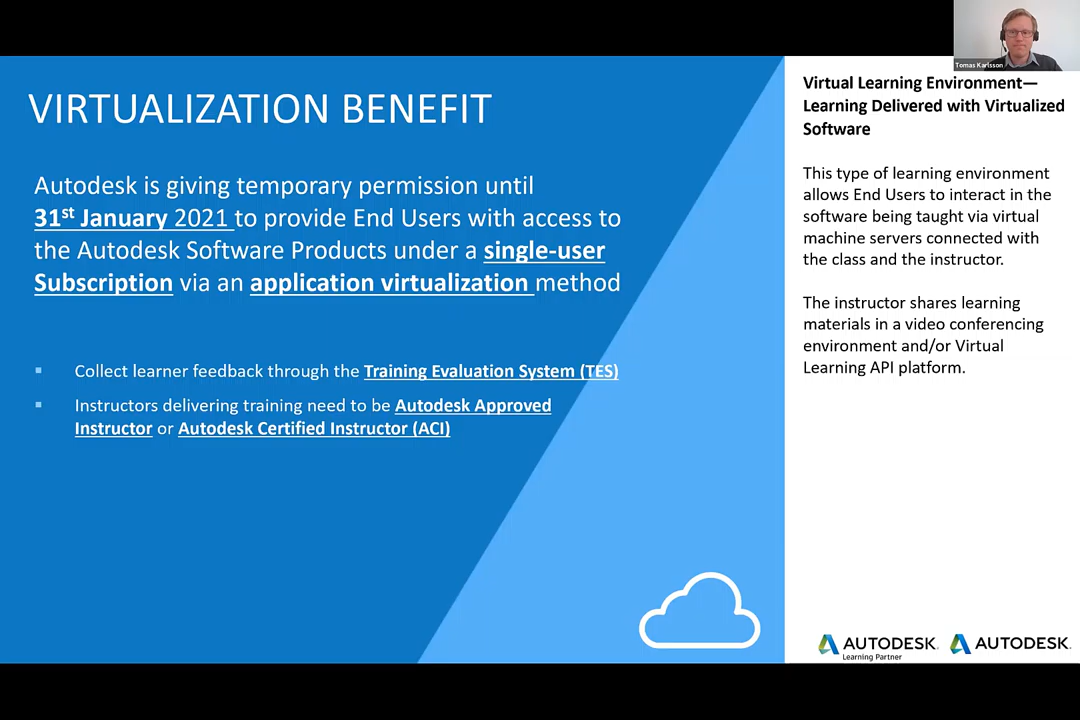 Tomas Karlsson
VIRTUALIZATION BENEFIT
Autodesk is giving temporary permission until
31st January 2021 to provide End Users with access to
the Autodesk Software Products under a single-user
Subscription via an application virtualization method
Collect learner feedback through the Training Evaluation System (TES)
Instructors delivering training need to be Autodesk Approved
Instructor or Autodesk Certified Instructor (ACI)
Virtual Learning Environment—
Learning Delivered with Virtualized
Software
This type of learning environment
allows End Users to interact in the
software being taught via virtual
machine servers connected with
the class and the instructor.
The instructor shares learning
materials in a video conferencing
environment and/or Virtual
Learning API platform.
AUTODESK.
Learning Partner
AUTODESK.